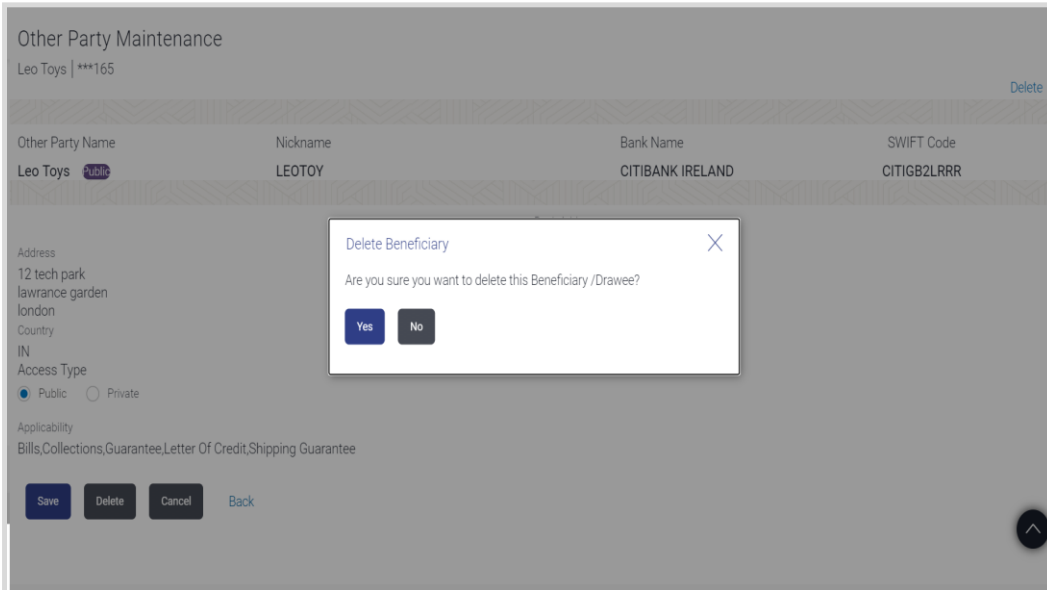 Other Party Maintenance
Leo Toys | ***165
Delete
Other Party Name Nickname Bank Name SWIFT Code
Leo Toys Public LEOTOY CITIBANK IRELAND CITIGB2LRRR
Delete Beneficiary
Are you sure you want to delete this Beneficiary /Drawee?
Yes No
Address
12 tech park
lawrance garden
london
Country
IN
Access Type
Public Private
Applicability
Bills,Collections,Guarantee,Letter Of Credit,Shipping Guarantee
Save Delete Cancel Back